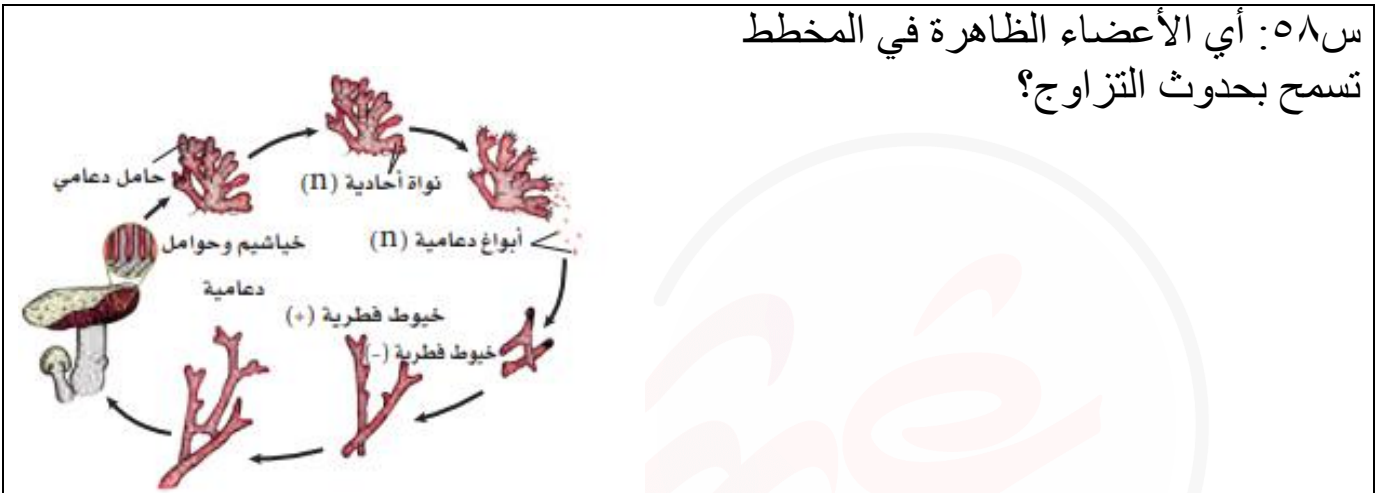 س٥٨: أي الأعضاء الظاهرة في المخطط
تسمح بحدوث التزاوج؟
حامل دعامي
نواة أحادية (n)
أبواغ دعامية (n)
خياشيم وحوامل
دعامية
خيوط فطرية (+)
خيوط فطرية (-)